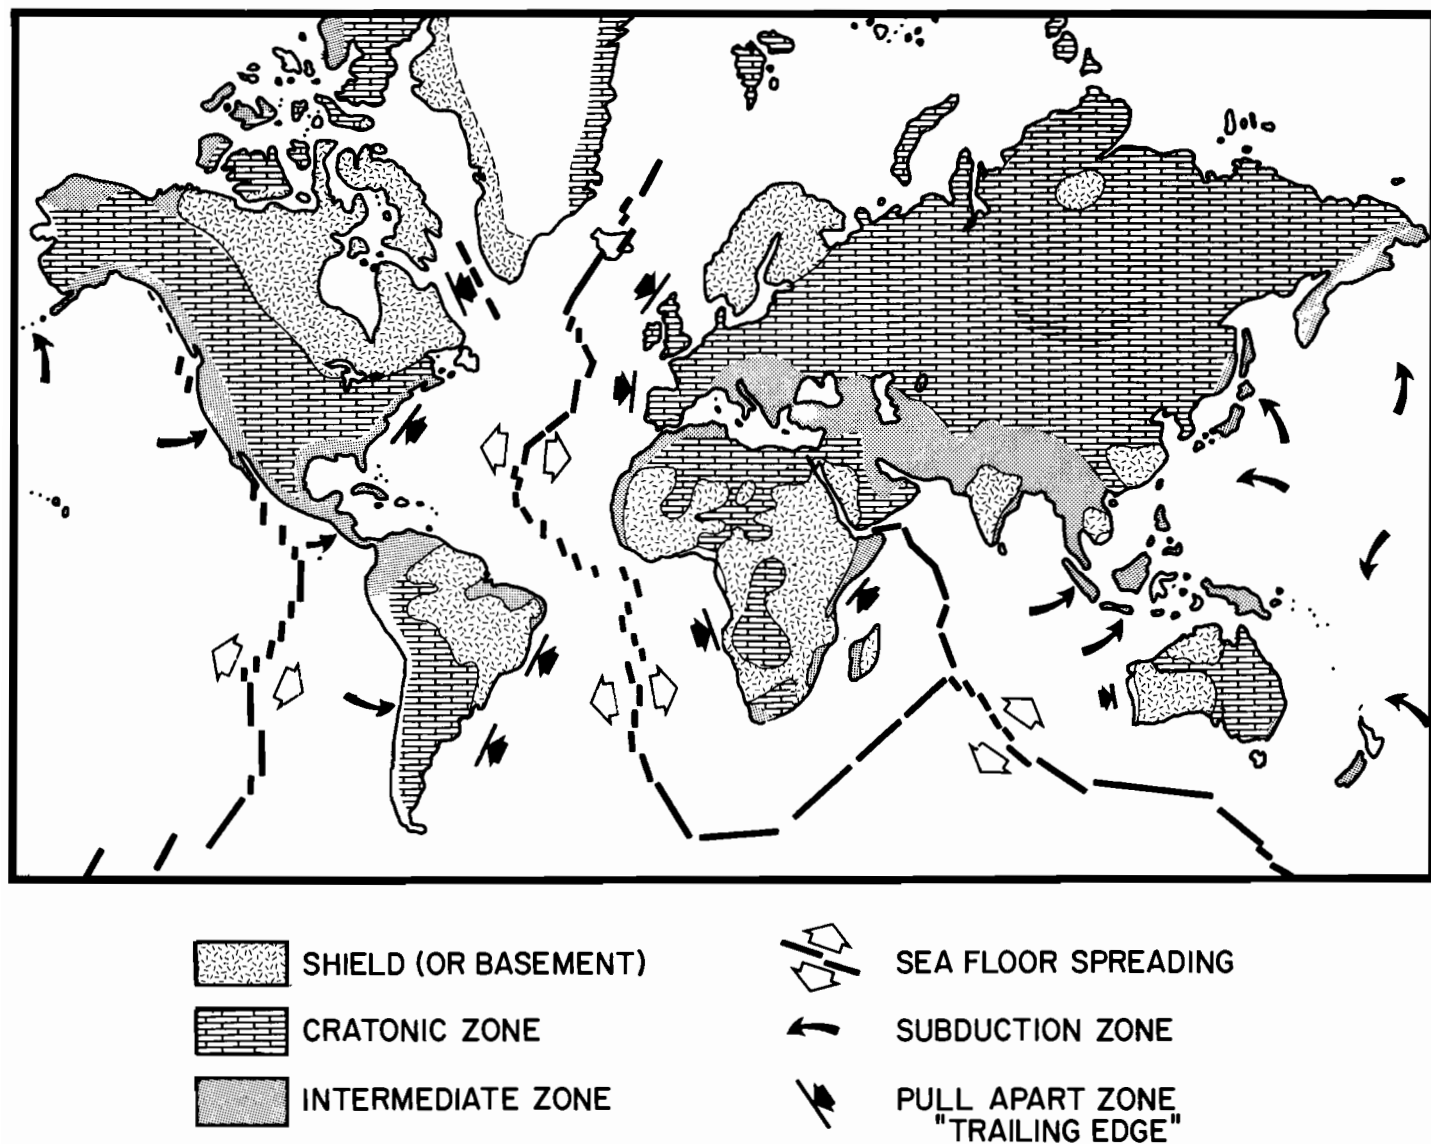 SHIELD (OR BASEMENT)
CRATONIC ZONE
INTERMEDIATE ZONE
SEA FLOOR SPREADING
SUBDUCTION ZONE
PULL APART ZONE
"TRAILING EDGE"